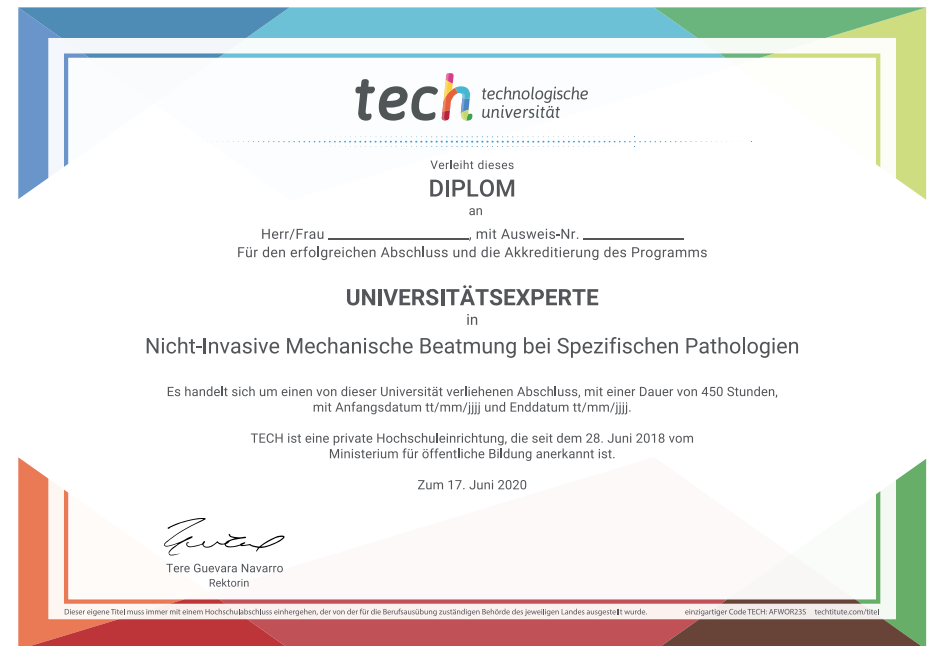 tech technologische
universität
Verleiht dieses
DIPLOM
an
Herr/Frau ____________________, mit Ausweis-Nr. ______________
Für den erfolgreichen Abschluss und die Akkreditierung des Programms
UNIVERSITÄTSEXPERTE
in
Nicht-Invasive Mechanische Beatmung bei Spezifischen Pathologien
Es handelt sich um einen von dieser Universität verliehenen Abschluss, mit einer Dauer von 450 Stunden,
mit Anfangsdatum tt/mm/jjjj und Enddatum tt/mm/jjjj.
TECH ist eine private Hochschuleinrichtung, die seit dem 28. Juni 2018 vom
Ministerium für öffentliche Bildung anerkannt ist.
Zum 17. Juni 2020
Tere Guevara Navarro
Rektorin
Dieser eigene Titel muss immer mit einem Hochschulabschluss einhergehen, der von der für die Berufsausübung zuständigen Behörde des jeweiligen Landes ausgestellt wurde. einzigartiger Code TECH: AFWOR23S techtitute.com/titel